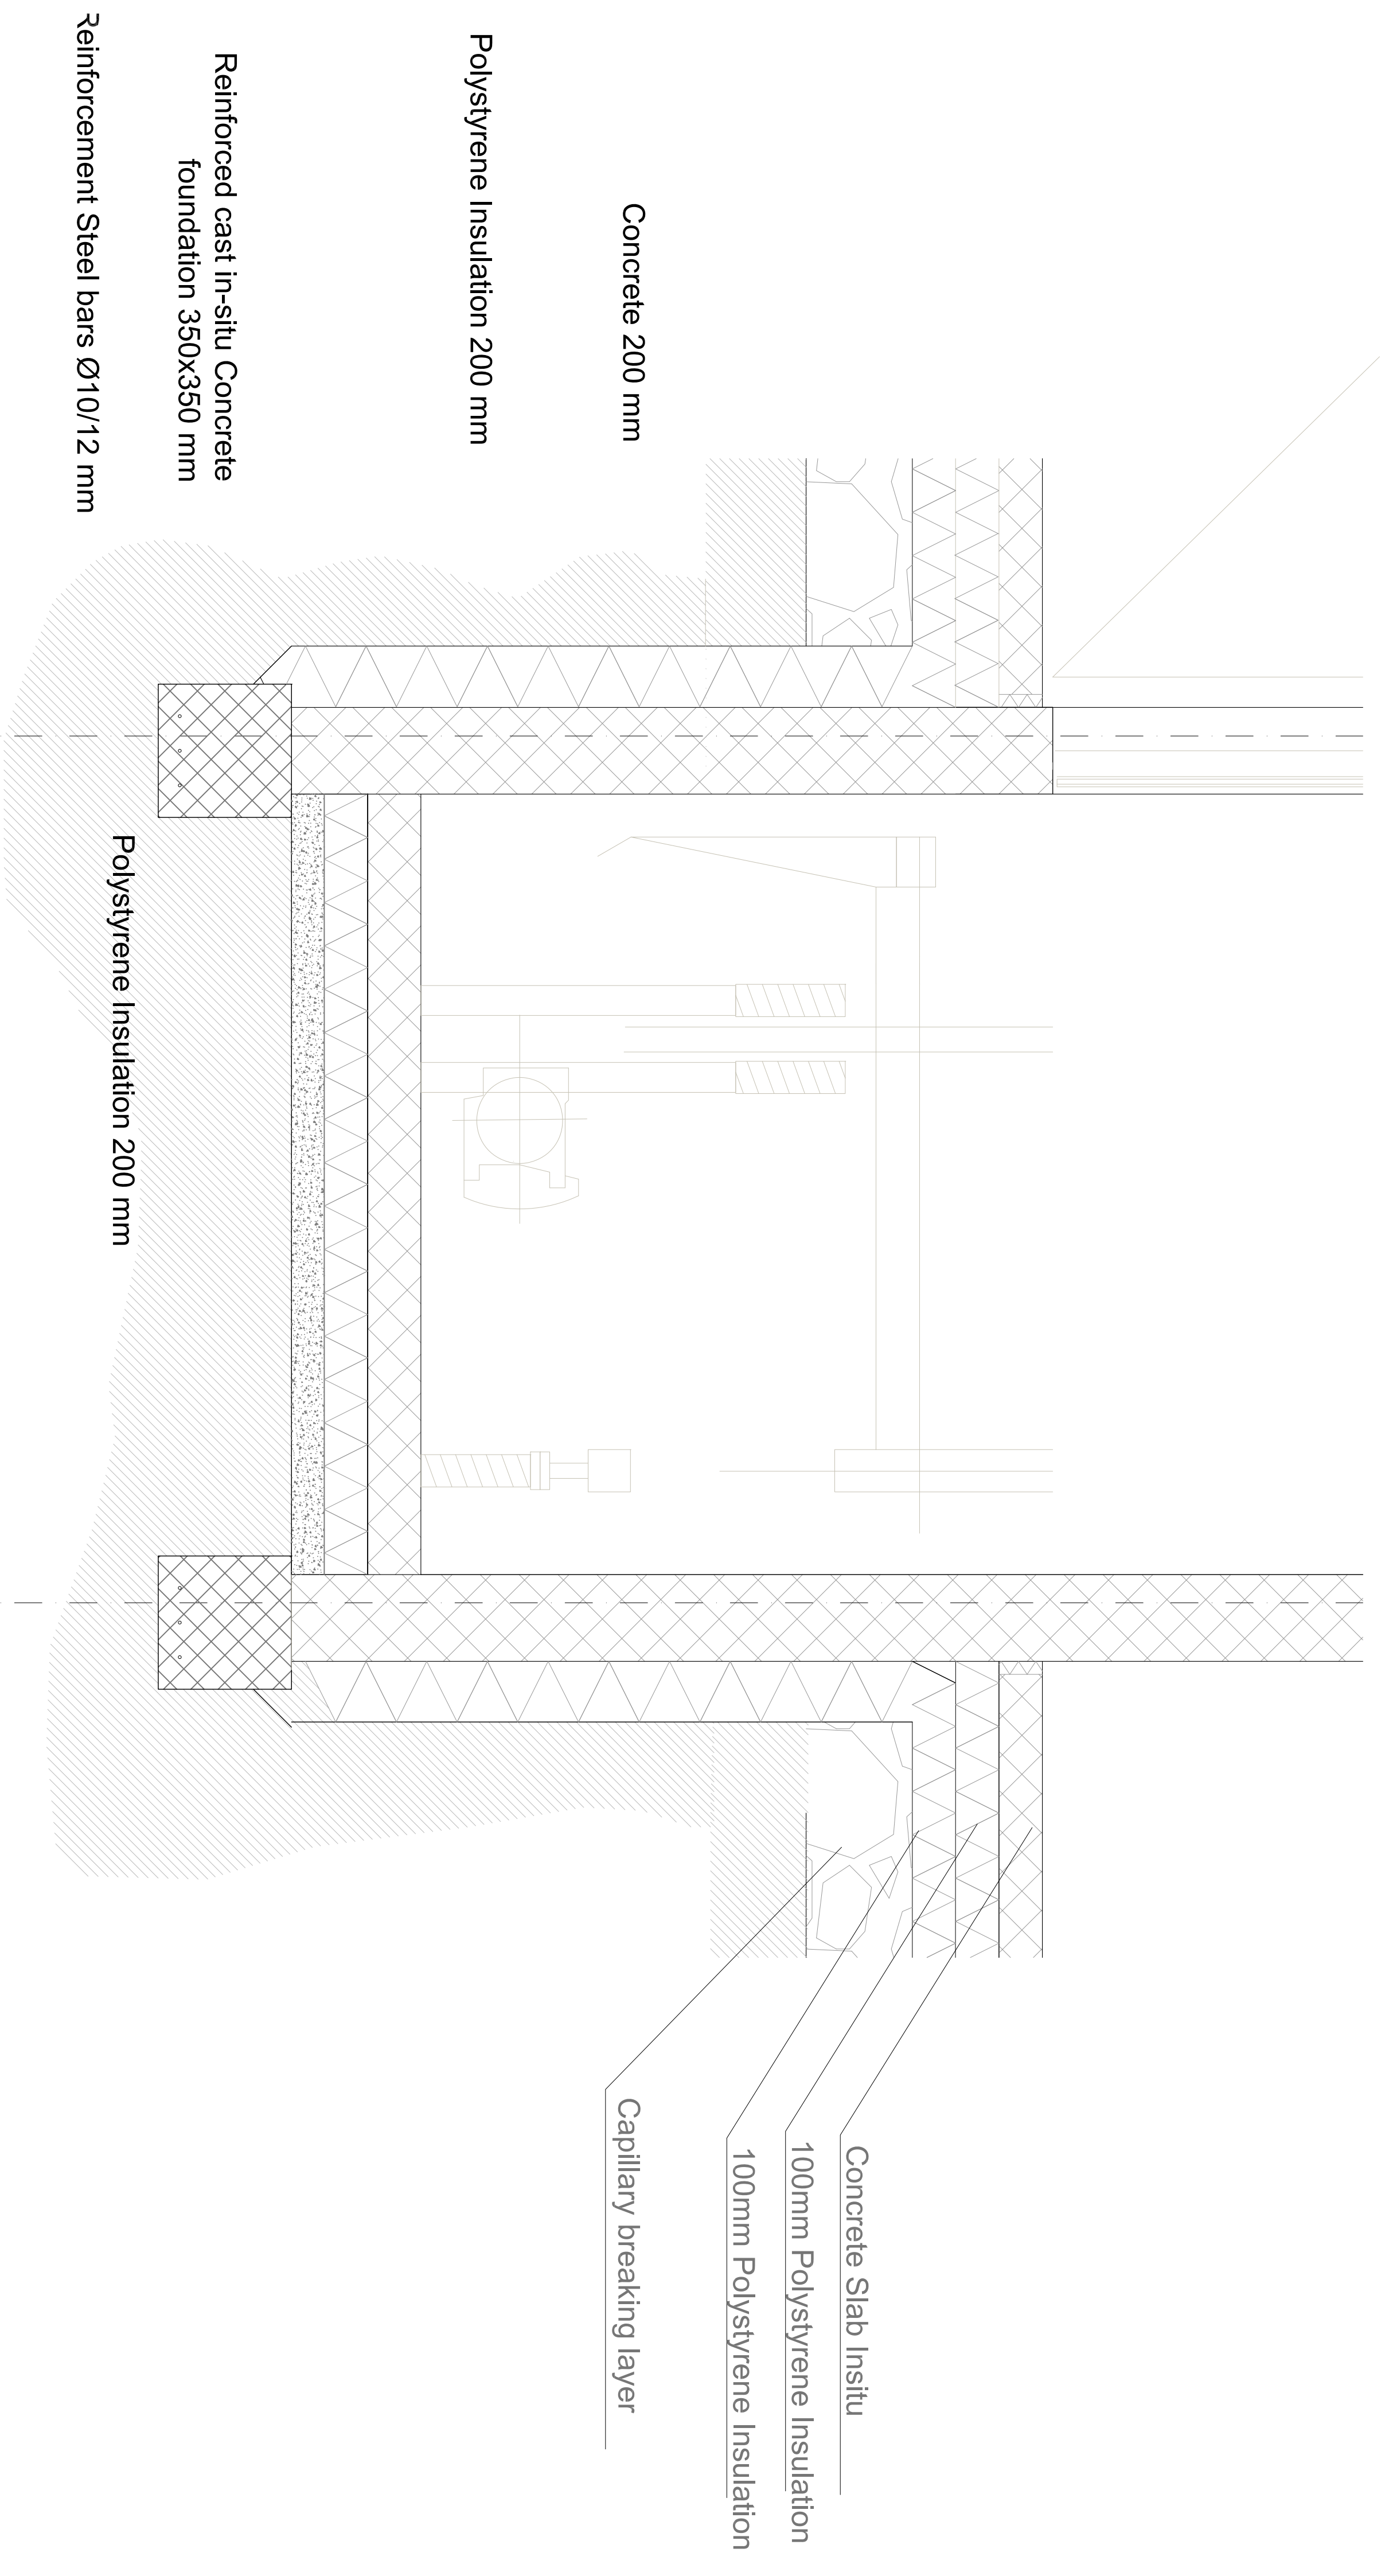 Concrete 200 mm
Polystyrene Insulation 200 mm
Reinforced cast in-situ Concrete
foundation 350x350 mm
Reinforcement Steel bars Ø10/12 mm
Polystyrene Insulation 200 mm
Concrete Slab Insitu
100mm Polystyrene Insulation
100mm Polystyrene Insulation
Capillary breaking layer